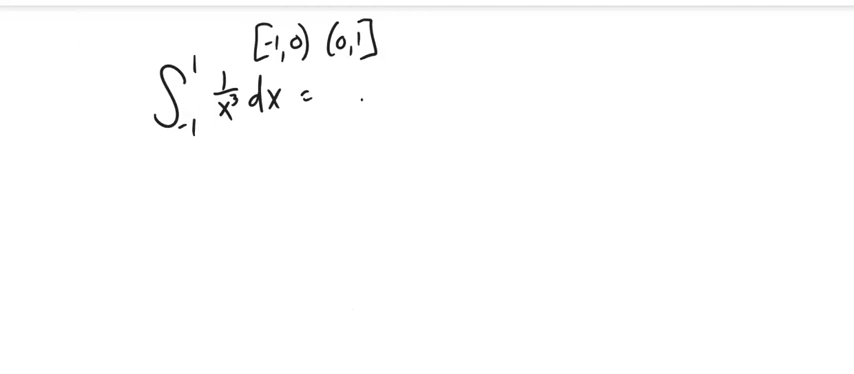 [-1,0) (0,1]
∫₋₁¹ 1/x³ dx =